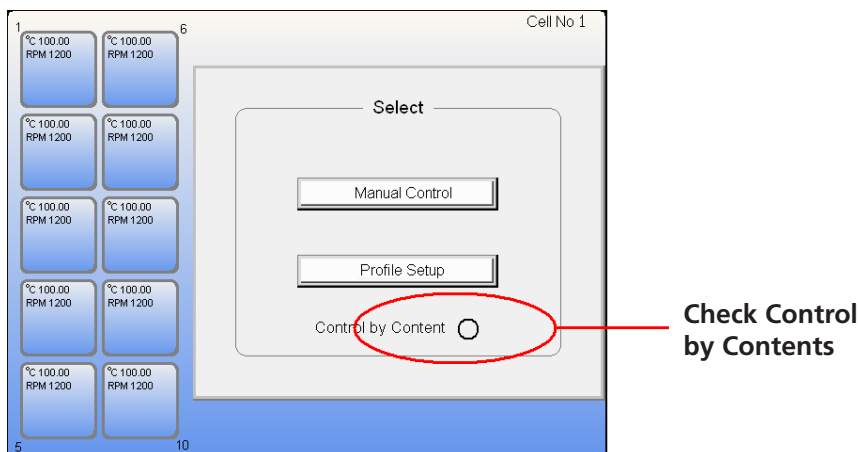 Cell No 1
1
6
°C 100.00
RPM 1200
°C 100.00
RPM 1200
°C 100.00
RPM 1200
°C 100.00
RPM 1200
°C 100.00
RPM 1200
°C 100.00
RPM 1200
°C 100.00
RPM 1200
°C 100.00
RPM 1200
°C 100.00
RPM 1200
°C 100.00
RPM 1200
5
10
Select
Manual Control
Profile Setup
Control by Content
Check Control
by Contents